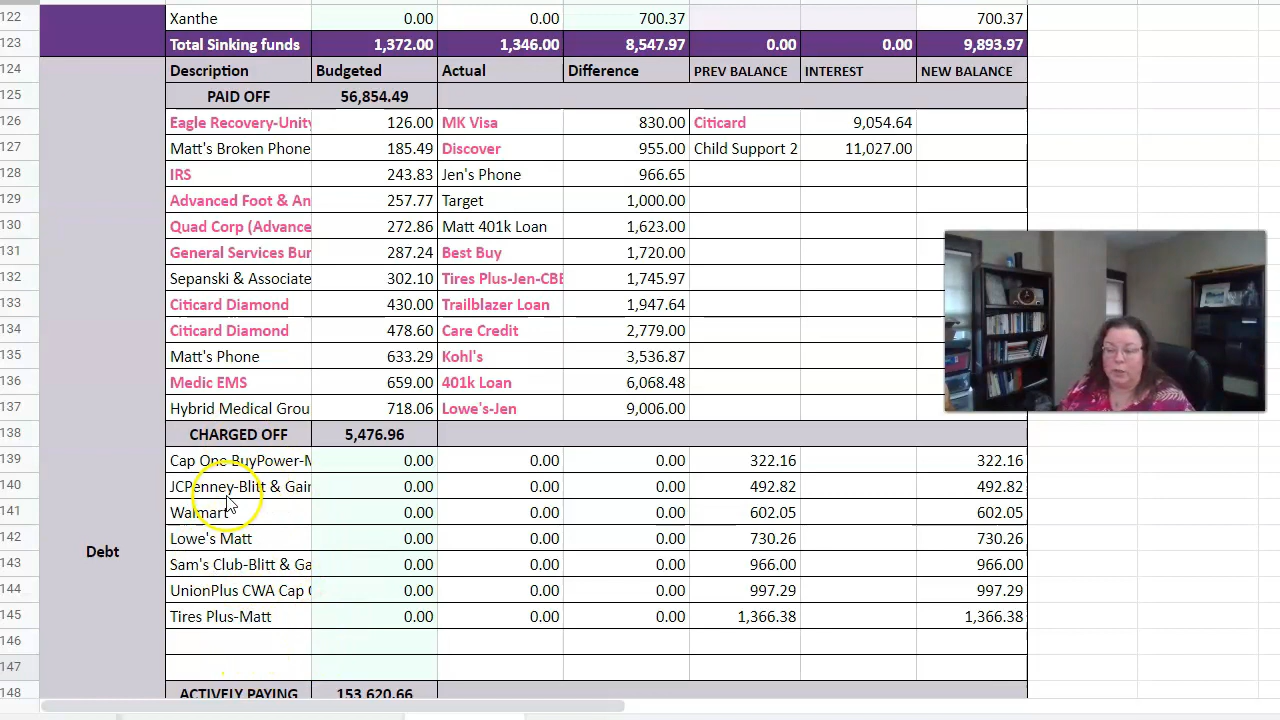 122 Xanthe 0.00 0.00 700.37 700.37
123 Total Sinking funds 1,372.00 1,346.00 8,547.97 0.00 0.00 9,893.97
124 Description Budgeted Actual Difference PREV BALANCE INTEREST NEW BALANCE
125 PAID OFF 56,854.49
126 Eagle Recovery-Unity 126.00 MK Visa 830.00 Citicard 9,054.64
127 Matt's Broken Phone 185.49 Discover 955.00 Child Support 2 11,027.00
128 IRS 243.83 Jen's Phone 966.65
129 Advanced Foot & An 257.77 Target 1,000.00
130 Quad Corp (Advance 272.86 Matt 401k Loan 1,623.00
131 General Services Bur 287.24 Best Buy 1,720.00
132 Sepanski & Associate 302.10 Tires Plus-Jen-CBE 1,745.97
133 Citicard Diamond 430.00 Trailblazer Loan 1,947.64
134 Citicard Diamond 478.60 Care Credit 2,779.00
135 Matt's Phone 633.29 Kohl's 3,536.87
136 Medic EMS 659.00 401k Loan 6,068.48
137 Hybrid Medical Grou 718.06 Lowe's-Jen 9,006.00
138 CHARGED OFF 5,476.96
139 Cap One BuyPower-M 0.00 0.00 0.00 322.16 322.16
140 JCPenney-Blitt & Gain 0.00 0.00 0.00 492.82 492.82
141 Walmart 0.00 0.00 0.00 602.05 602.05
142 Lowe's Matt 0.00 0.00 0.00 730.26 730.26
143 Sam's Club-Blitt & Ga 0.00 0.00 0.00 966.00 966.00
Debt
144 UnionPlus CWA Cap O 0.00 0.00 0.00 997.29 997.29
145 Tires Plus-Matt 0.00 0.00 0.00 1,366.38 1,366.38
146
147
148 ACTIVELY PAYING 153,620.66